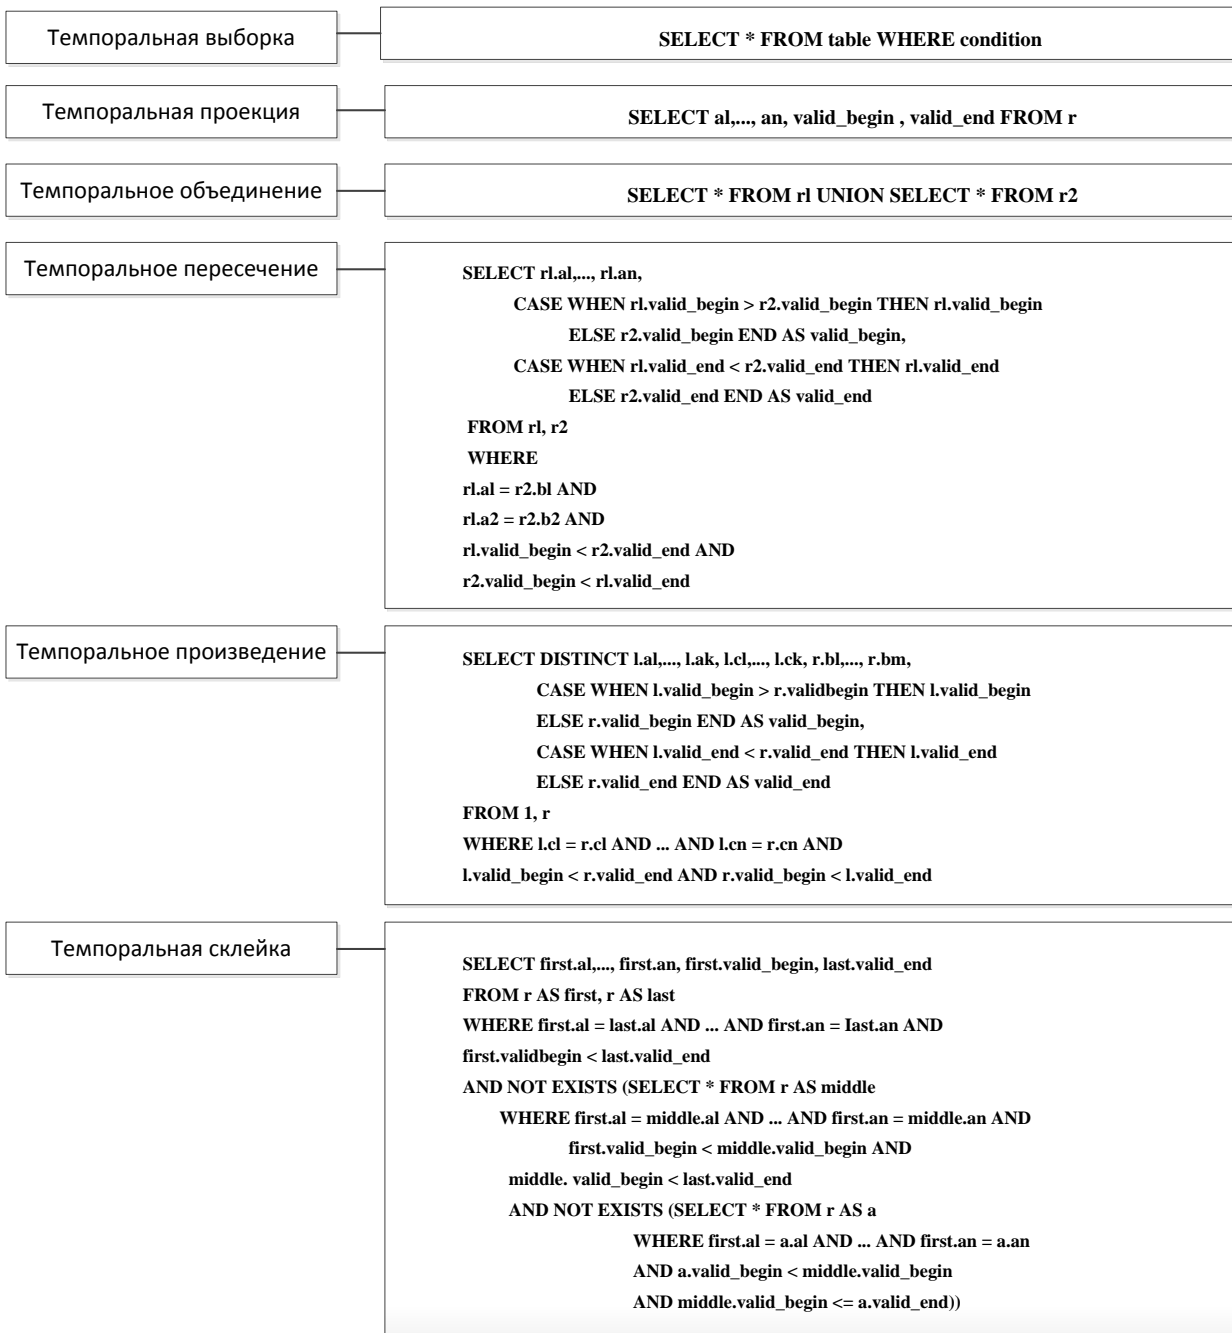 Темпоральная выборка
SELECT * FROM table WHERE condition
Темпоральная проекция
SELECT al,..., an, valid_begin , valid_end FROM r
Темпоральное объединение
SELECT * FROM rl UNION SELECT * FROM r2
Темпоральное пересечение
SELECT rl.al,..., rl.an,
CASE WHEN rl.valid_begin > r2.valid_begin THEN rl.valid_begin
ELSE r2.valid_begin END AS valid_begin,
CASE WHEN rl.valid_end < r2.valid_end THEN rl.valid_end
ELSE r2.valid_end END AS valid_end
FROM rl, r2
WHERE
rl.al = r2.bl AND
rl.a2 = r2.b2 AND
rl.valid_begin < r2.valid_end AND
r2.valid_begin < rl.valid_end
Темпоральное произведение
SELECT DISTINCT l.al,..., l.ak, l.cl,..., l.ck, r.bl,..., r.bm,
CASE WHEN l.valid_begin > r.validbegin THEN l.valid_begin
ELSE r.valid_begin END AS valid_begin,
CASE WHEN l.valid_end < r.valid_end THEN l.valid_end
ELSE r.valid_end END AS valid_end
FROM 1, r
WHERE l.cl = r.cl AND ... AND l.cn = r.cn AND
l.valid_begin < r.valid_end AND r.valid_begin < l.valid_end
Темпоральная склейка
SELECT first.al,..., first.an, first.valid_begin, last.valid_end
FROM r AS first, r AS last
WHERE first.al = last.al AND ... AND first.an = Iast.an AND
first.validbegin < last.valid_end
AND NOT EXISTS (SELECT * FROM r AS middle
WHERE first.al = middle.al AND ... AND first.an = middle.an AND
first.valid_begin < middle.valid_begin AND
middle. valid_begin < last.valid_end
AND NOT EXISTS (SELECT * FROM r AS a
WHERE first.al = a.al AND ... AND first.an = a.an
AND a.valid_begin < middle.valid_begin
AND middle.valid_begin <= a.valid_end))